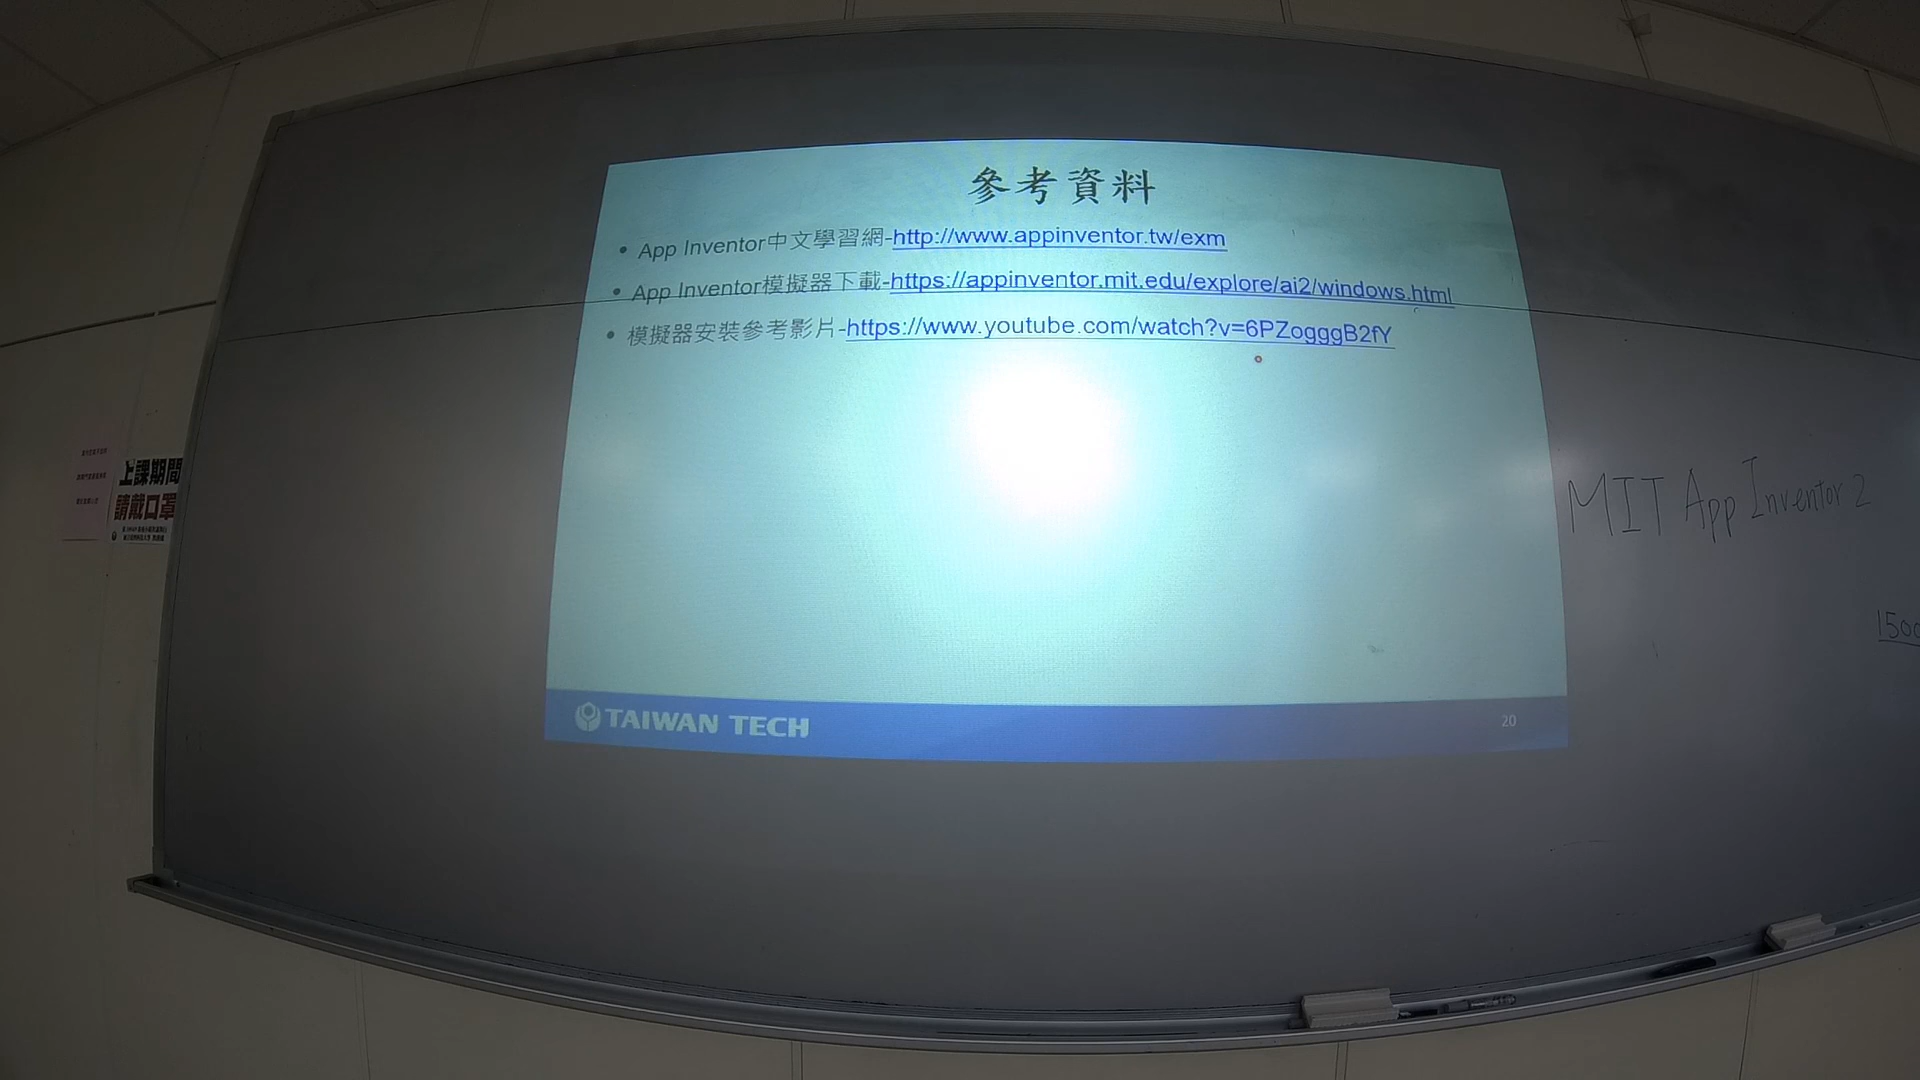 參考資料
• App Inventor中文學習網-http://www.appinventor.tw/exm
• App Inventor模擬器下載-https://appinventor.mit.edu/explore/ai2/windows.html
• 模擬器安裝參考影片-https://www.youtube.com/watch?v=6PZogggB2fY
TAIWAN TECH
20
MIT App Inventor 2
1500
上課期間
請戴口罩